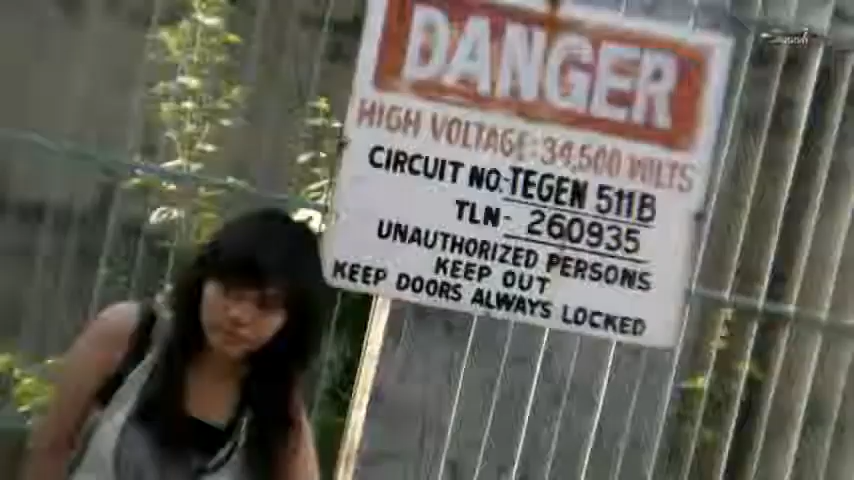 DANGER
HIGH VOLTAGE: 34,500 WILTS
CIRCUIT NO.-TEGEN 511B
TLN- 260935
UNAUTHORIZED PERSONS
KEEP OUT
KEEP DOORS ALWAYS LOCKED